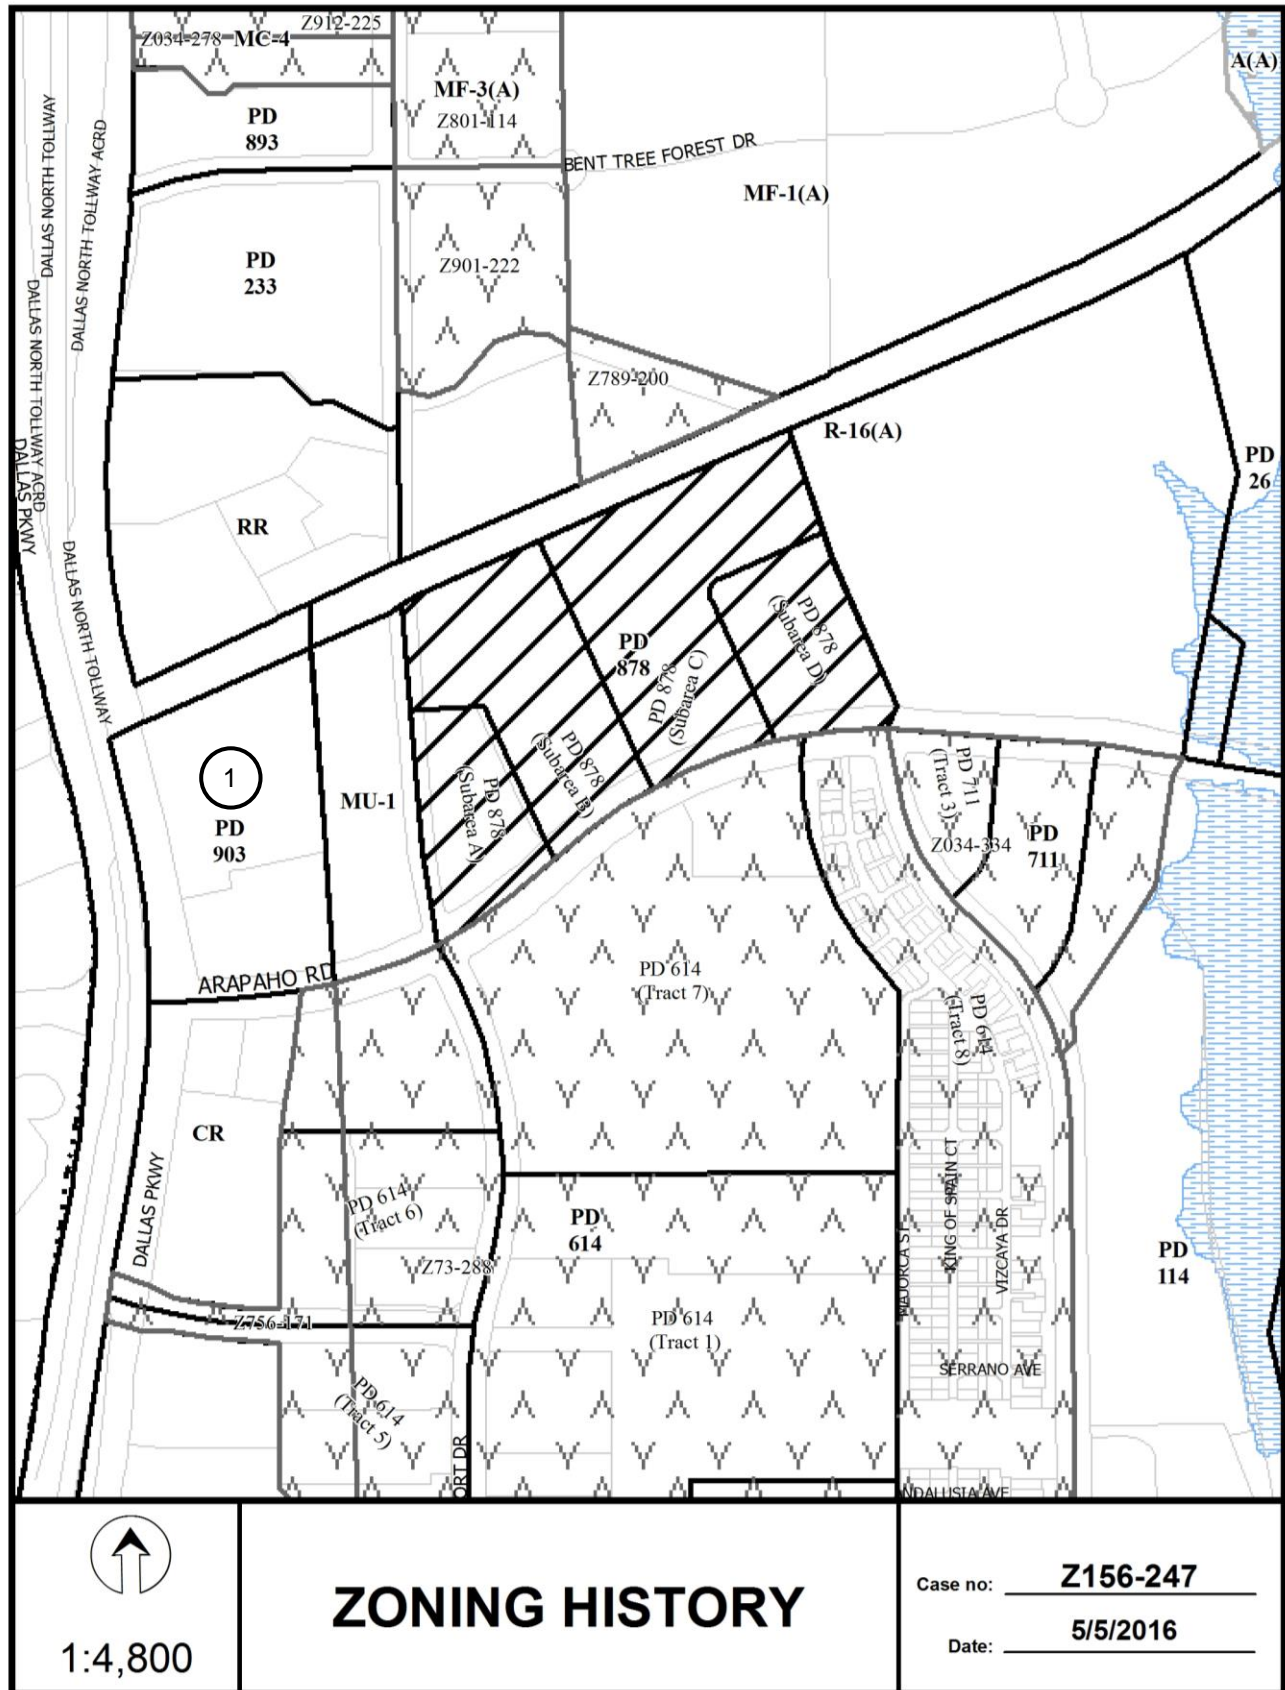 Z912-225
Z034-278 MC-4
A(A)
MF-3(A)
Z801-114
PD
893
BENT TREE FOREST DR
MF-1(A)
DALLAS NORTH TOLLWAY
DALLAS NORTH TOLLWAY ACRD
PD
233
Z901-222
DALLAS NORTH TOLLWAY ACRD
Z789-200
R-16(A)
PD
26
DALLAS PKWY
RR
DALLAS NORTH TOLLWAY
PD
878
PD 878
(Subarea D)
PD 878
(Subarea C)
PD 878
(Subarea B)
PD 878
(Subarea A)
1
PD
903
MU-1
PD 711
(Tract 3)
Z034-334
PD
711
ARAPAHO RD
PD 614
(Tract 7)
PD 614
(Tract 8)
CR
DALLAS PKWY
PD 614
(Tract 6)
PD
614
Z73-288
KING OF SPAIN CT
VIZCAYA DR
MAJORCA ST
PD
114
Z756-171
PD 614
(Tract 1)
SERRANO AVE
PD 614
(Tract 5)
ORT DR
NDALUSIA AVE
1:4,800
ZONING HISTORY
Case no: Z156-247
Date: 5/5/2016